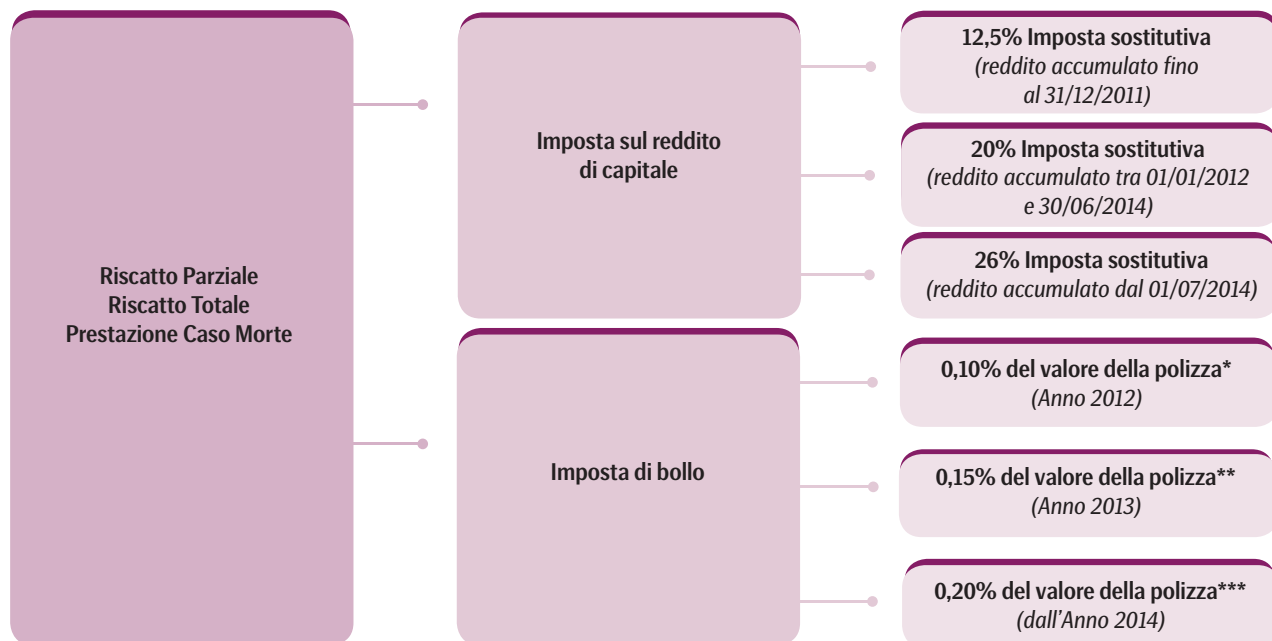 Riscatto Parziale
Riscatto Totale
Prestazione Caso Morte
Imposta sul reddito
di capitale
12,5% Imposta sostitutiva
(reddito accumulato fino
al 31/12/2011)
20% Imposta sostitutiva
(reddito accumulato tra 01/01/2012
e 30/06/2014)
26% Imposta sostitutiva
(reddito accumulato dal 01/07/2014)
Imposta di bollo
0,10% del valore della polizza*
(Anno 2012)
0,15% del valore della polizza**
(Anno 2013)
0,20% del valore della polizza***
(dall'Anno 2014)